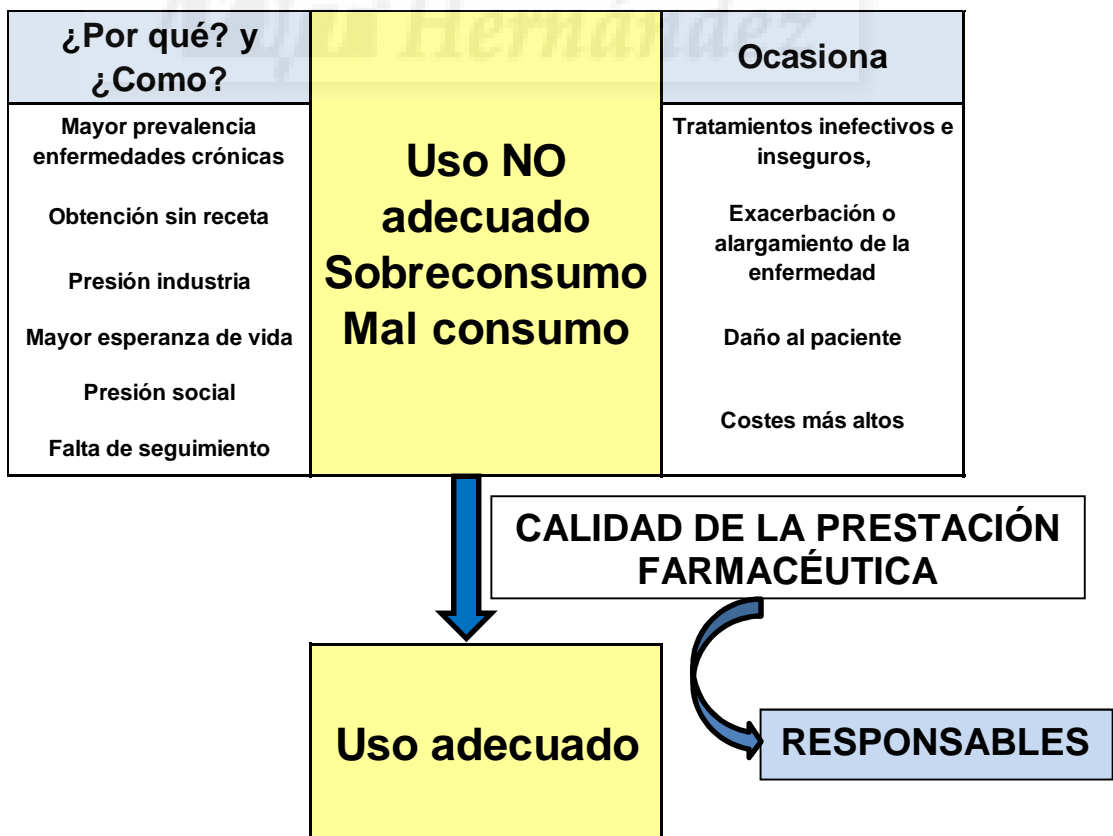 Hernández
¿Por qué? y
¿Como?
Mayor prevalencia
enfermedades crónicas
Obtención sin receta
Presión industria
Mayor esperanza de vida
Presión social
Falta de seguimiento
Uso NO
adecuado
Sobreconsumo
Mal consumo
Ocasiona
Tratamientos inefectivos e
inseguros,
Exacerbación o
alargamiento de la
enfermedad
Daño al paciente
Costes más altos
CALIDAD DE LA PRESTACIÓN
FARMACÉUTICA
Uso adecuado
RESPONSABLES